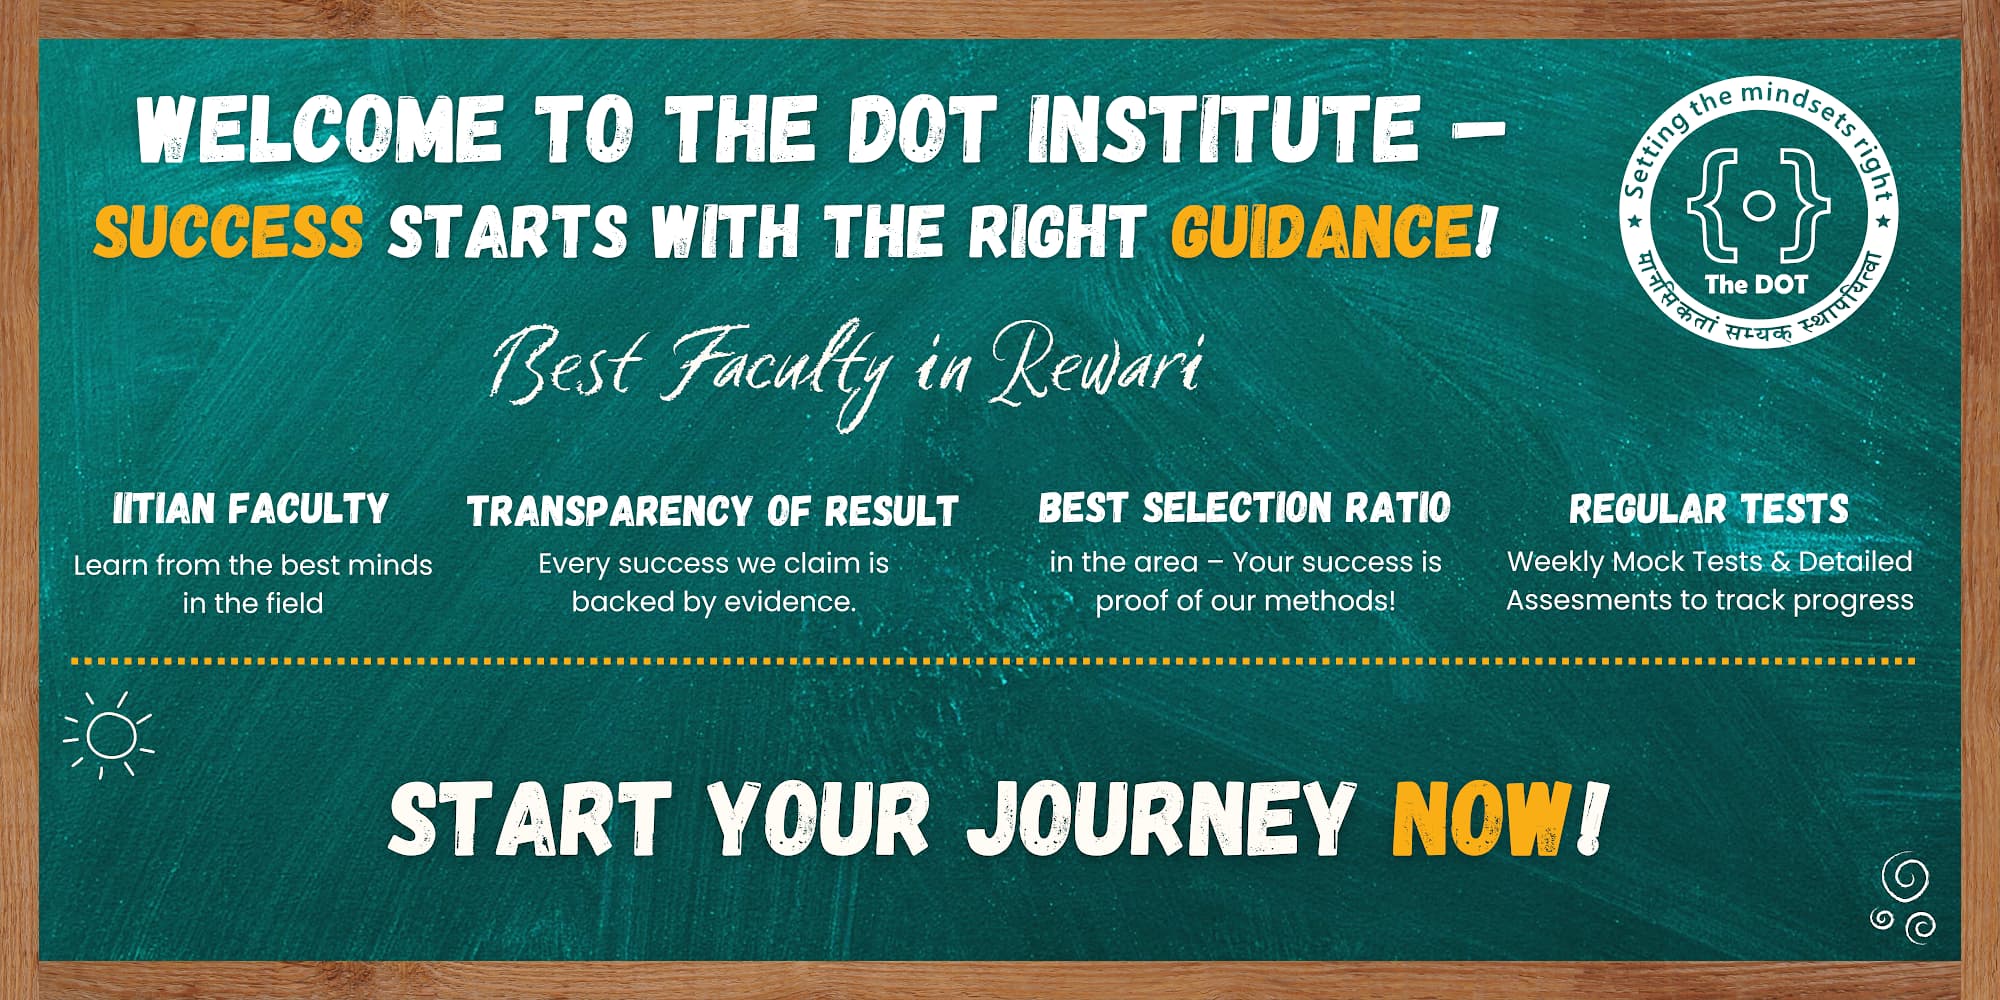 WELCOME TO THE DOT INSTITUTE –
SUCCESS STARTS WITH THE RIGHT GUIDANCE!
Setting the mindsets right
The DOT
मानसिकतां सम्यक स्थापयित्वा
Best Faculty in Rewari
IITIAN FACULTY
Learn from the best minds
in the field
TRANSPARENCY OF RESULT
Every success we claim is
backed by evidence.
BEST SELECTION RATIO
in the area – Your success is
proof of our methods!
REGULAR TESTS
Weekly Mock Tests & Detailed
Assesments to track progress
START YOUR JOURNEY NOW!